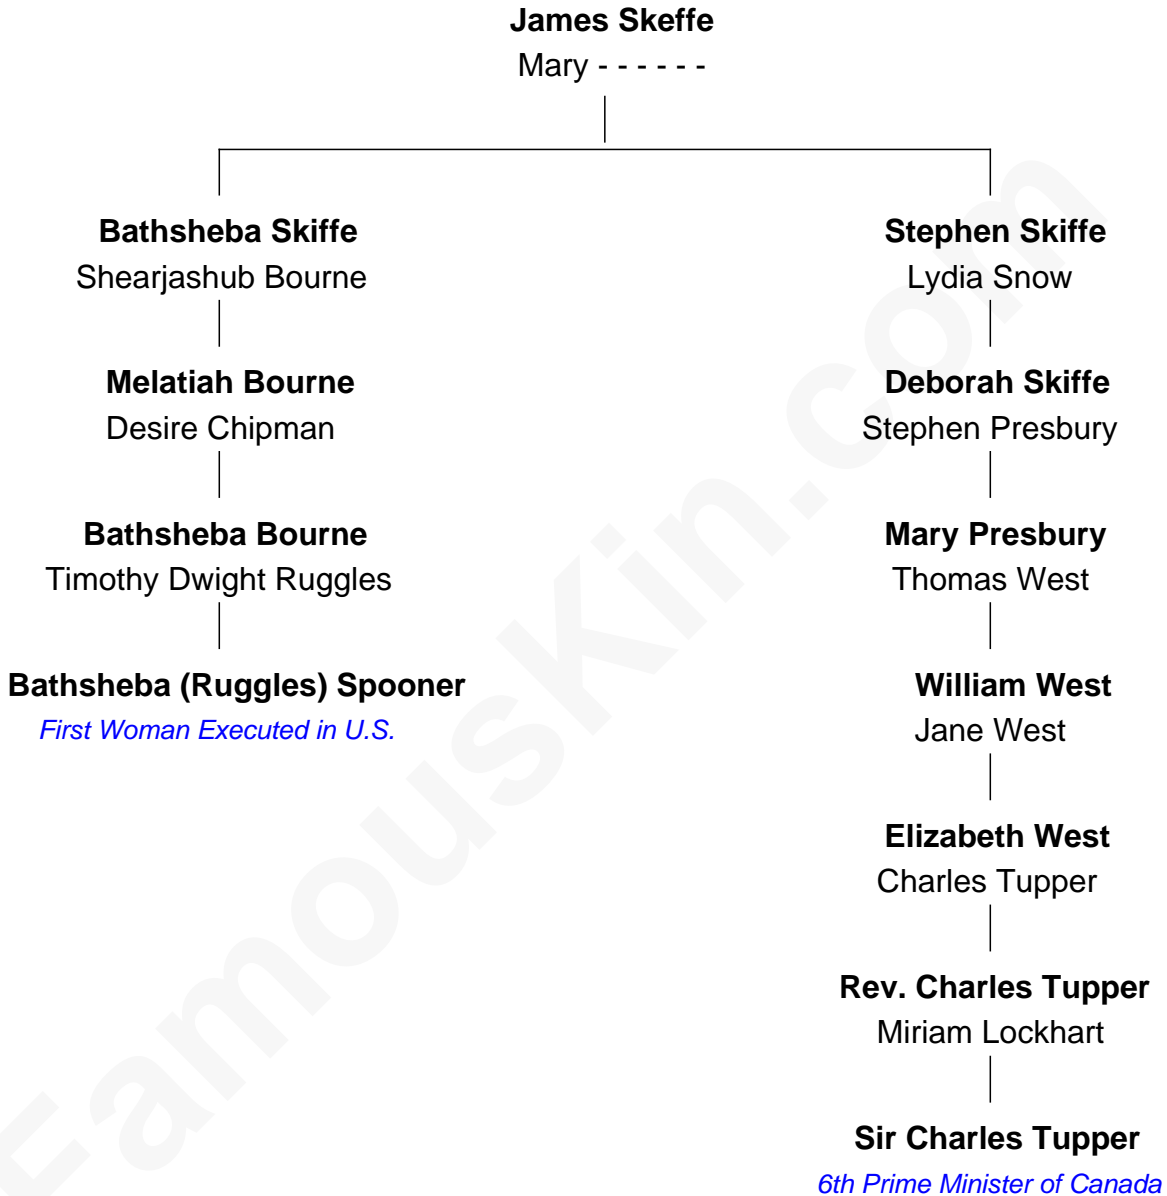 James Skeffe
Mary - - - - - -
Bathsheba Skiffe
Shearjashub Bourne
Melatiah Bourne
Desire Chipman
Bathsheba Bourne
Timothy Dwight Ruggles
Bathsheba (Ruggles) Spooner
First Woman Executed in U.S.
Stephen Skiffe
Lydia Snow
Deborah Skiffe
Stephen Presbury
Mary Presbury
Thomas West
William West
Jane West
Elizabeth West
Charles Tupper
Rev. Charles Tupper
Miriam Lockhart
Sir Charles Tupper
6th Prime Minister of Canada
FamousKin.com